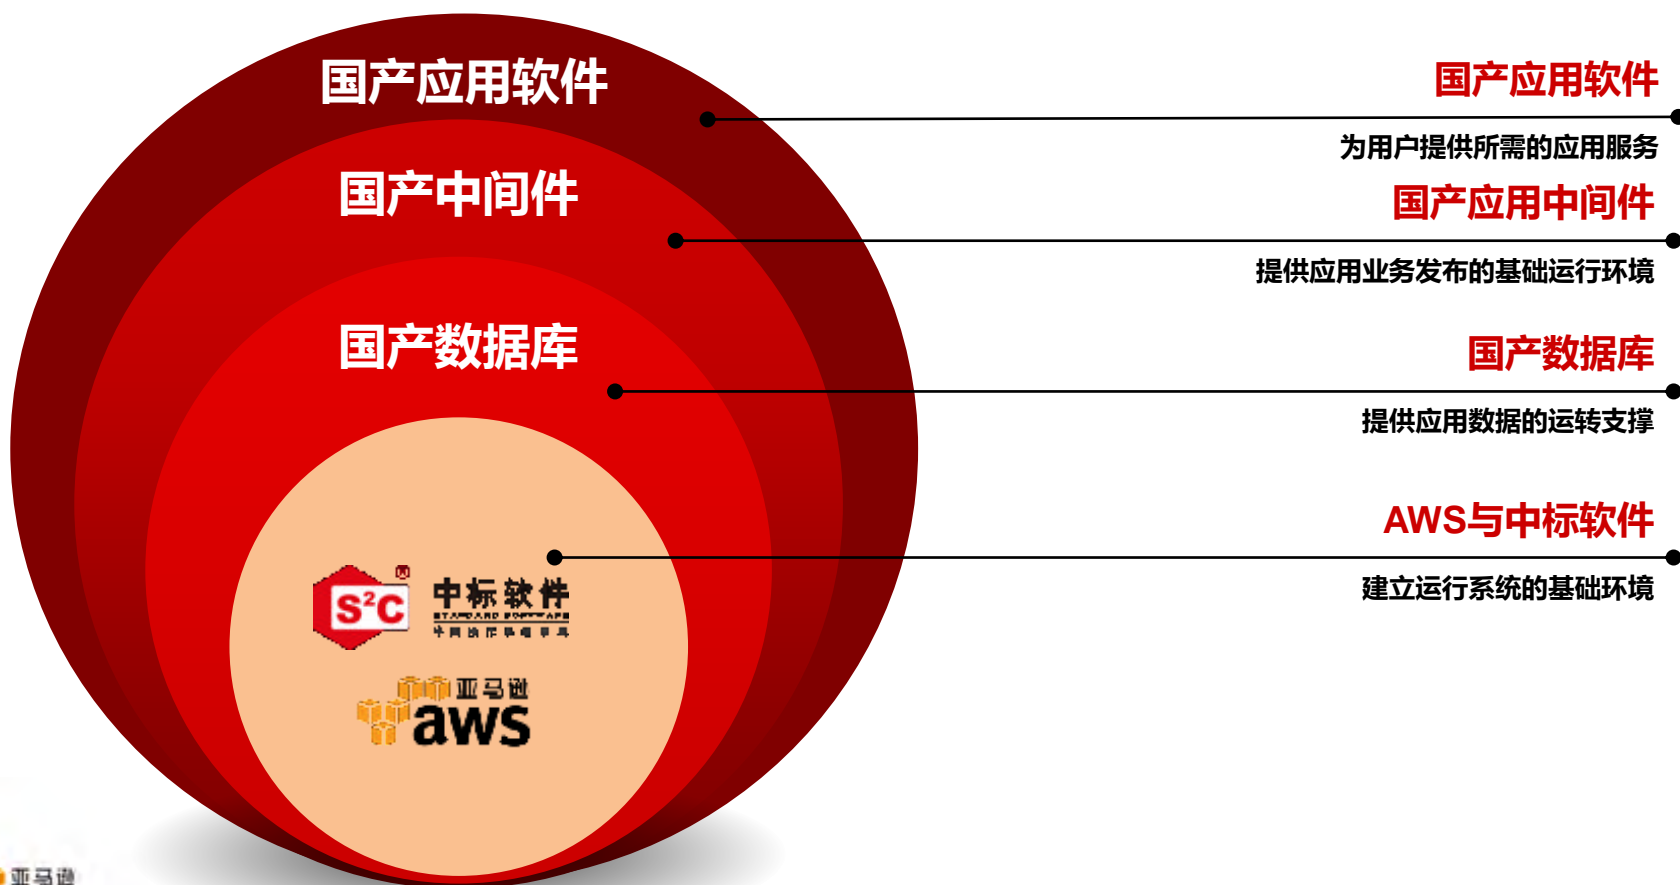 国产应用软件
国产中间件
国产数据库
S²C
中标软件
STANDARD SOFTWARE
亚马逊
aws
国产应用软件
为用户提供所需的应用服务
国产应用中间件
提供应用业务发布的基础运行环境
国产数据库
提供应用数据的运转支撑
AWS与中标软件
建立运行系统的基础环境
亚马逊